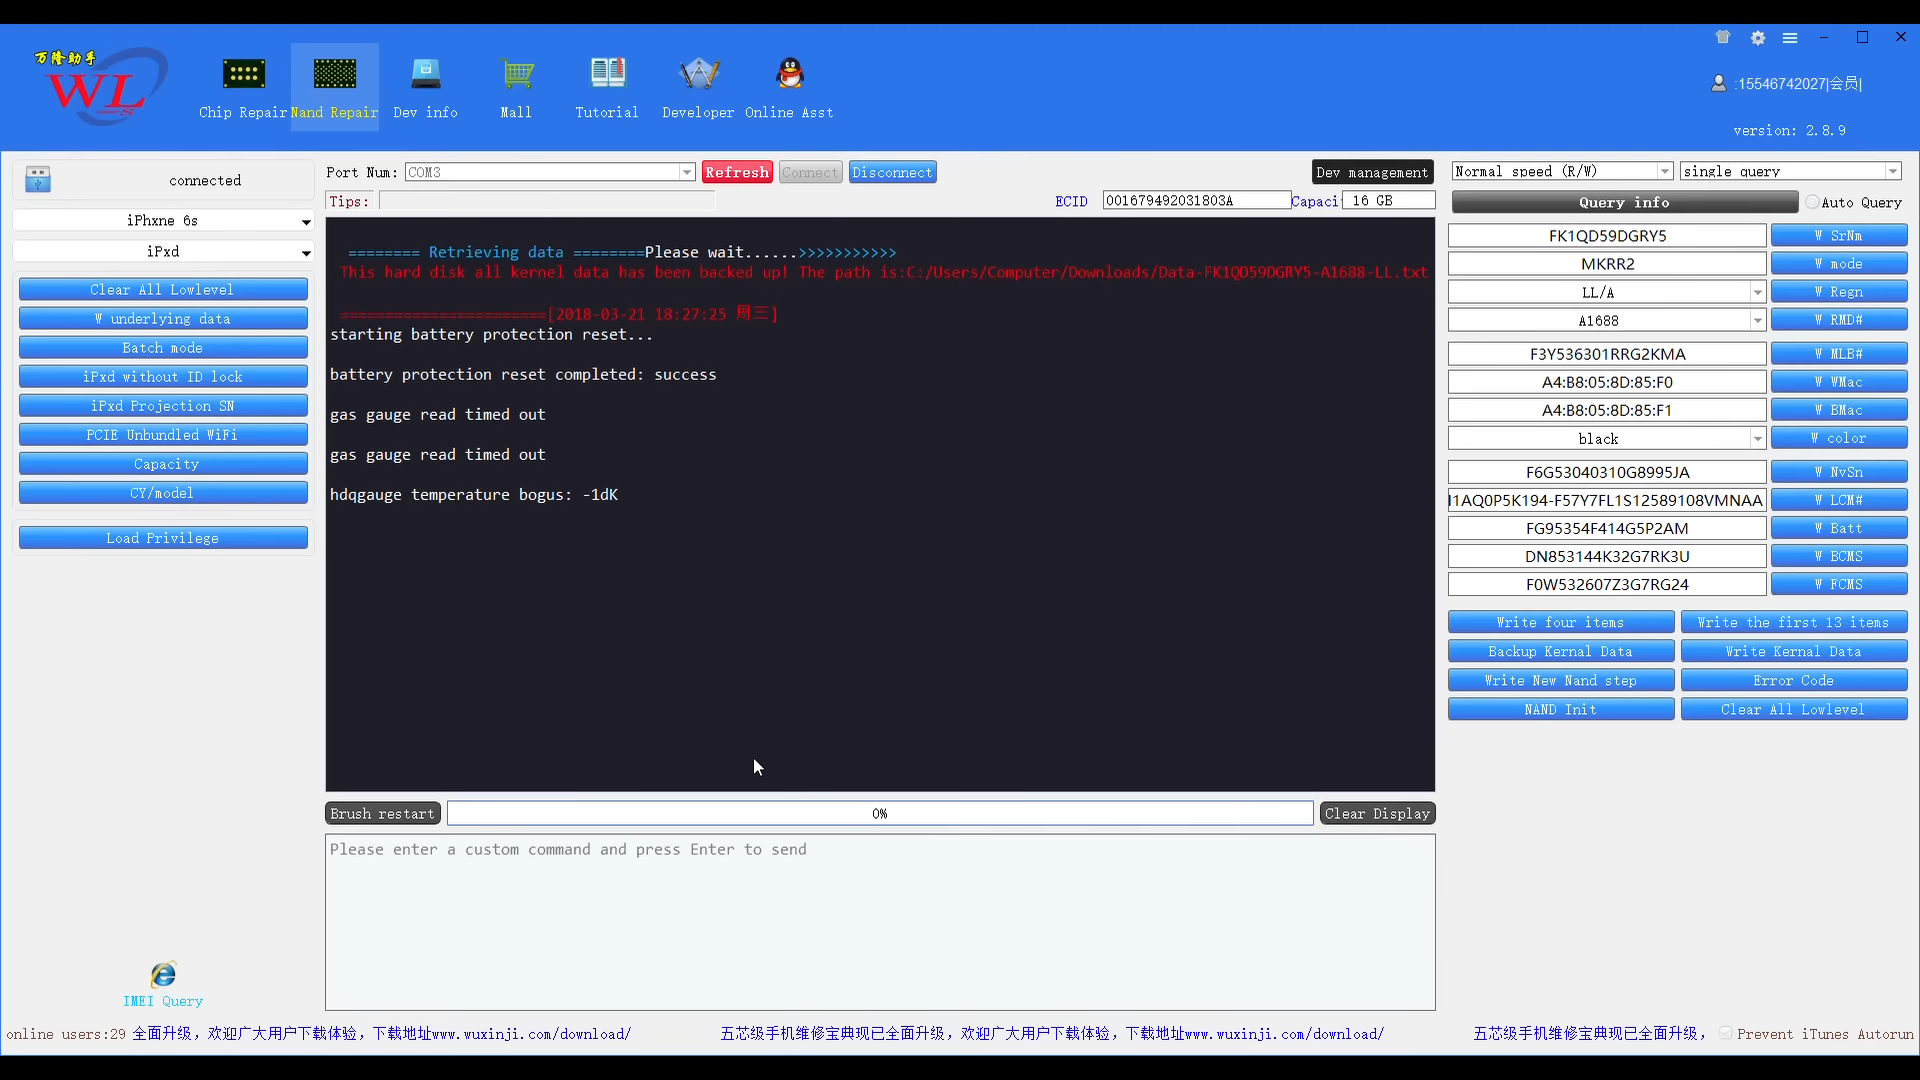 万隆助手
WL
Chip Repair
Nand Repair
Dev info
Mall
Tutorial
Developer
Online Asst
:15546742027|会员|
version: 2.8.9
connected
iPhxne 6s
iPxd
Clear All Lowlevel
W underlying data
Batch mode
iPxd without ID lock
iPxd Projection SN
PCIE Unbundled WiFi
Capacity
CY/model
Load Privilege
IMEI Query
Port Num: COM3 Refresh Connect Disconnect Dev management
Tips: ECID 001679492031803A Capaci 16 GB
======== Retrieving data ========Please wait......>>>>>>>>>>>
This hard disk all kernel data has been backed up! The path is:C:/Users/Computer/Downloads/Data-FK1QD59DGRY5-A1688-LL.txt
=======================[2018-03-21 18:27:25 周三]
starting battery protection reset...
battery protection reset completed: success
gas gauge read timed out
gas gauge read timed out
hdqgauge temperature bogus: -1dK
Brush restart 0% Clear Display
Please enter a custom command and press Enter to send
Normal speed (R/W) single query
Query info Auto Query
FK1QD59DGRY5 W SrNm
MKRR2 W mode
LL/A W Regn
A1688 W RMD#
F3Y536301RRG2KMA W MLB#
A4:B8:05:8D:85:F0 W WMac
A4:B8:05:8D:85:F1 W BMac
black W color
F6G53040310G8995JA W NvSn
I1AQ0P5K194-F57Y7FL1S12589108VMNAA W LCM#
FG95354F414G5P2AM W Batt
DN853144K32G7RK3U W BCMS
F0W532607Z3G7RG24 W FCMS
Write four items Write the first 13 items
Backup Kernal Data Write Kernal Data
Write New Nand step Error Code
NAND Init Clear All Lowlevel
online users:29 全面升级，欢迎广大用户下载体验，下载地址www.wuxinji.com/download/ 五芯级手机维修宝典现已全面升级，欢迎广大用户下载体验，下载地址www.wuxinji.com/download/ 五芯级手机维修宝典现已全面升级， Prevent iTunes Autorun